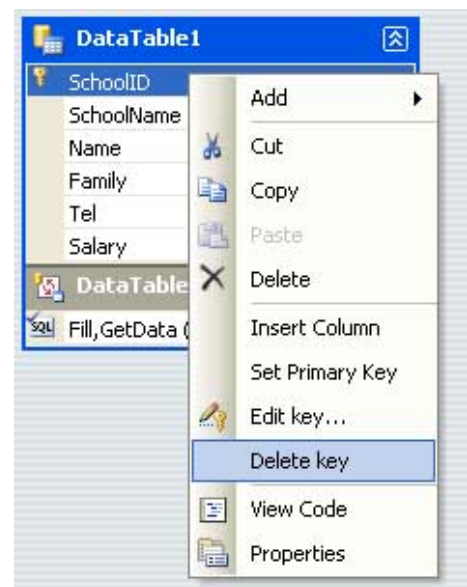 DataTable1
SchoolID
SchoolName
Name
Family
Tel
Salary
DataTable
SQL Fill,GetData (
Add
Cut
Copy
Paste
Delete
Insert Column
Set Primary Key
Edit key...
Delete key
View Code
Properties